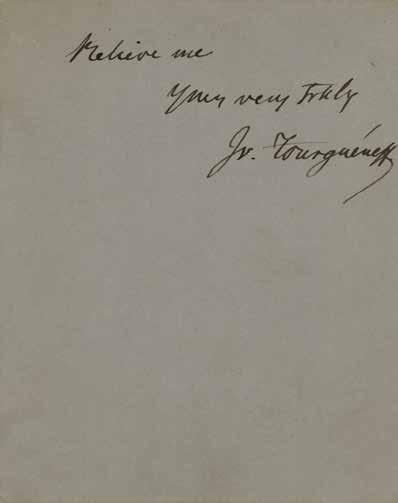 Believe me
Yours very truly
Iv. Tourguéneff